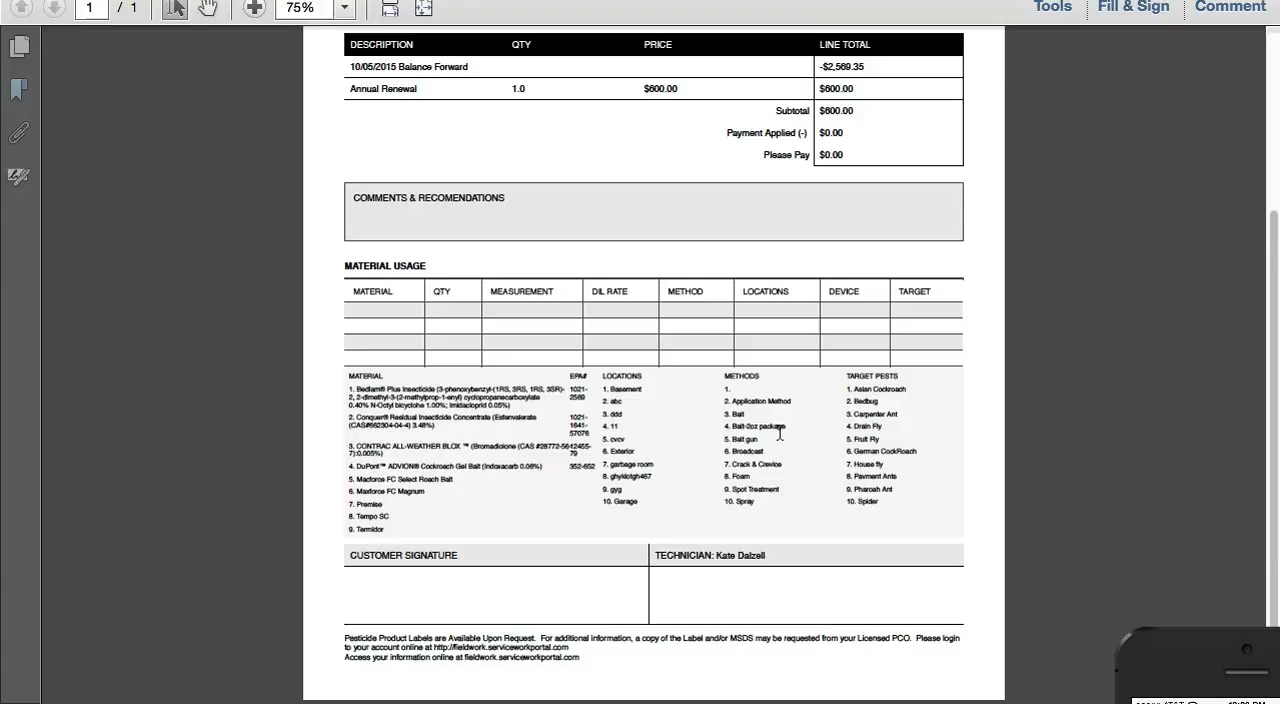 1 / 1 75% Tools Fill & Sign Comment
DESCRIPTION QTY PRICE LINE TOTAL
10/05/2015 Balance Forward -$2,569.35
Annual Renewal 1.0 $600.00 $600.00
Subtotal $600.00
Payment Applied (-) $0.00
Please Pay $0.00
COMMENTS & RECOMENDATIONS
MATERIAL USAGE
MATERIAL QTY MEASUREMENT DIL RATE METHOD LOCATIONS DEVICE TARGET
MATERIAL EPA# LOCATIONS METHODS TARGET PESTS
1. Bedlam® Plus Insecticide (3-phenoxybenzyl-(1RS, 3RS, 1RS, 3SR)-
2, 2-dimethyl-3-(2-methylprop-1-enyl) cyclopropanecarboxylate
0.40% N-Octyl bicyclohe 1.00%; Imidacloprid 0.05%)
1021-
2569
2. Conquer® Residual Insecticide Concentrate (Esfenvalerate
(CAS#662304-04-4) 3.48%)
1021-
1641-
57076
3. CONTRAC ALL-WEATHER BLOX ™ (Bromadiolone (CAS #28772-56
7):0.005%)
12455-
79
4. DuPont™ ADVION® Cockroach Gel Bait (Indoxacarb 0.06%) 352-652
5. Macforce FC Select Roach Bait
6. Maxforce FC Magnum
7. Premise
8. Tempo SC
9. Termidor
1. Basement
2. abc
3. ddd
4. 11
5. cvcv
6. Exterior
7. garbage room
8. ghyklotgh467
9. gyg
10. Garage
1.
2. Application Method
3. Bait
4. Bait-2oz package
5. Bait gun
6. Broadcast
7. Crack & Crevice
8. Foam
9. Spot Treatment
10. Spray
1. Asian Cockroach
2. Bedbug
3. Carpenter Ant
4. Drain Fly
5. Fruit Fly
6. German CockRoach
7. House fly
8. Pavment Ants
9. Pharoah Ant
10. Spider
CUSTOMER SIGNATURE TECHNICIAN: Kate Dalzell
Pesticide Product Labels are Available Upon Request. For additional information, a copy of the Label and/or MSDS may be requested from your Licensed PCO. Please login
to your account online at http://fieldwork.serviceworkportal.com
Access your information online at fieldwork.serviceworkportal.com